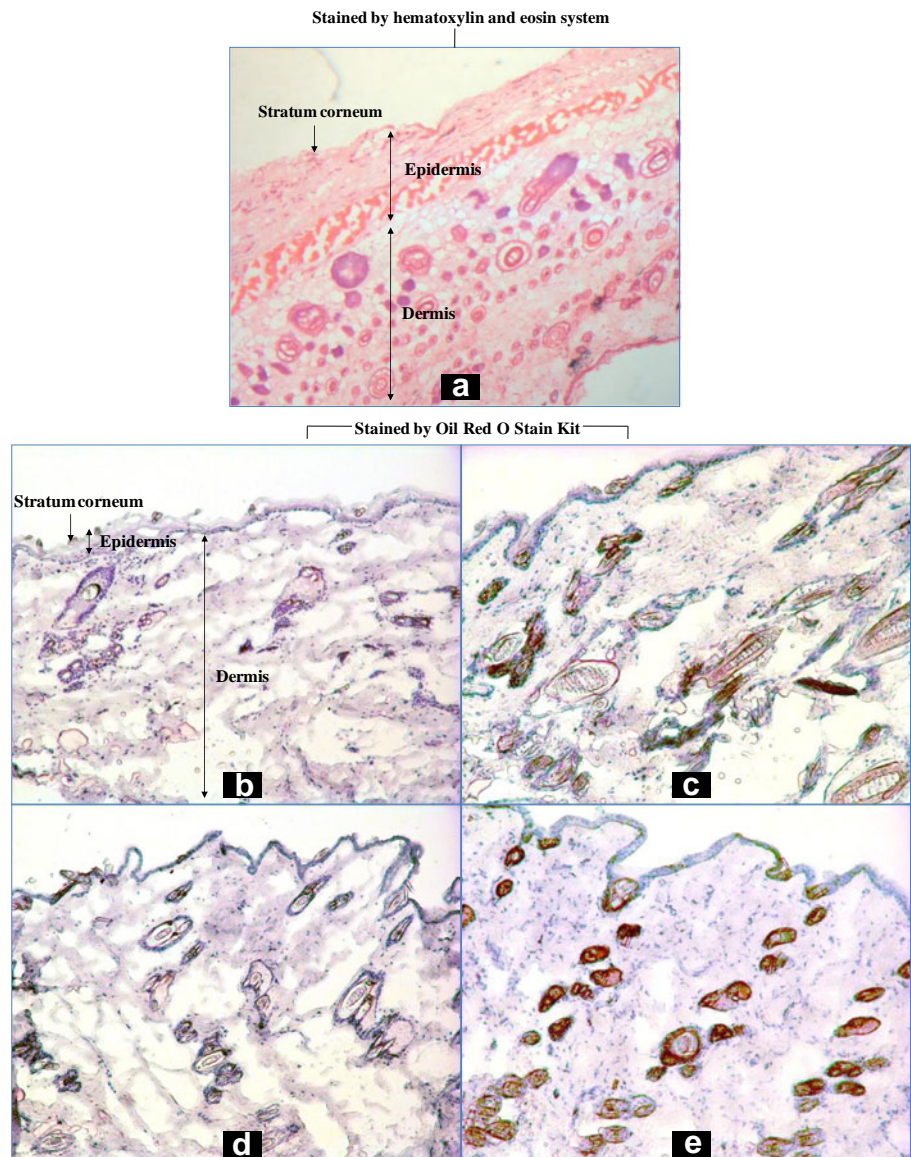 Stained by hematoxylin and eosin system
Stratum corneum
Epidermis
Dermis
a
Stained by Oil Red O Stain Kit
Stratum corneum
Epidermis
Dermis
b
c
d
e